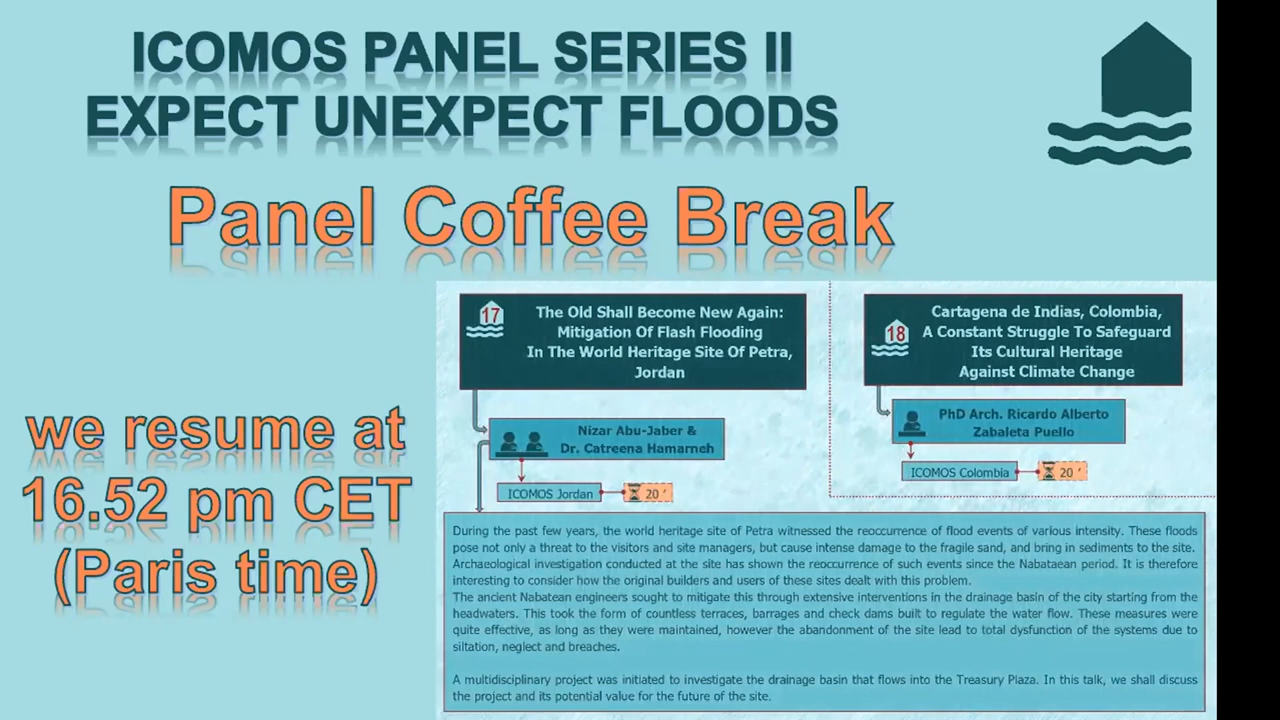 ICOMOS PANEL SERIES II
EXPECT UNEXPECT FLOODS
Panel Coffee Break
we resume at
16.52 pm CET
(Paris time)
17
The Old Shall Become New Again:
Mitigation Of Flash Flooding
In The World Heritage Site Of Petra,
Jordan
Nizar Abu-Jaber &
Dr. Catreena Hamarneh
ICOMOS Jordan
20 ’
18
Cartagena de Indias, Colombia,
A Constant Struggle To Safeguard
Its Cultural Heritage
Against Climate Change
PhD Arch. Ricardo Alberto
Zabaleta Puello
ICOMOS Colombia
20 ’
During the past few years, the world heritage site of Petra witnessed the reoccurrence of flood events of various intensity. These floods
pose not only a threat to the visitors and site managers, but cause intense damage to the fragile sand, and bring in sediments to the site.
Archaeological investigation conducted at the site has shown the reoccurrence of such events since the Nabataean period. It is therefore
interesting to consider how the original builders and users of these sites dealt with this problem.
The ancient Nabatean engineers sought to mitigate this through extensive interventions in the drainage basin of the city starting from the
headwaters. This took the form of countless terraces, barrages and check dams built to regulate the water flow. These measures were
quite effective, as long as they were maintained, however the abandonment of the site lead to total dysfunction of the systems due to
siltation, neglect and breaches.
A multidisciplinary project was initiated to investigate the drainage basin that flows into the Treasury Plaza. In this talk, we shall discuss
the project and its potential value for the future of the site.